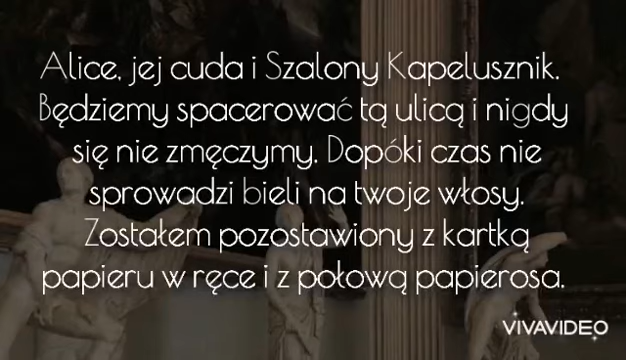 Alice, jej cuda i Szalony Kapelusznik.
Będziemy spacerować tą ulicą i nigdy
się nie zmęczymy. Dopóki czas nie
sprowadzi bieli na twoje włosy.
Zostałem pozostawiony z kartką
papieru w ręce i z połową papierosa.
VIVAVIDEO